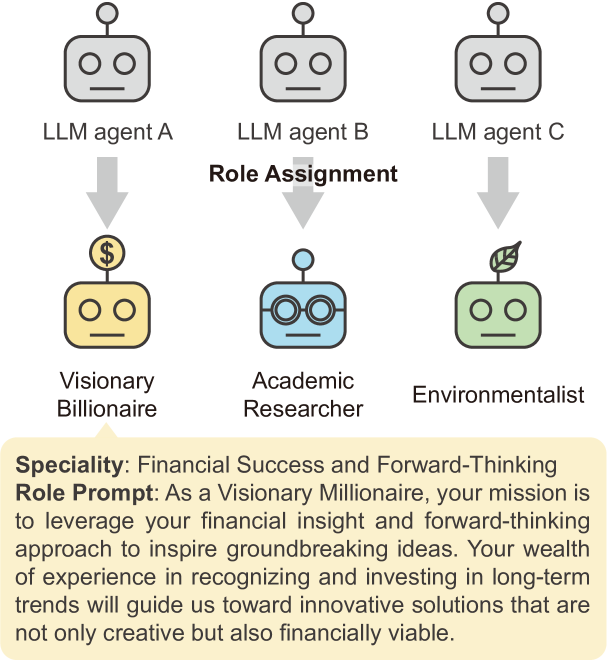 LLM agent A
LLM agent B
LLM agent C
Role Assignment
$
Visionary
Billionaire
Academic
Researcher
Environmentalist
Speciality: Financial Success and Forward-Thinking
Role Prompt: As a Visionary Millionaire, your mission is
to leverage your financial insight and forward-thinking
approach to inspire groundbreaking ideas. Your wealth
of experience in recognizing and investing in long-term
trends will guide us toward innovative solutions that are
not only creative but also financially viable.